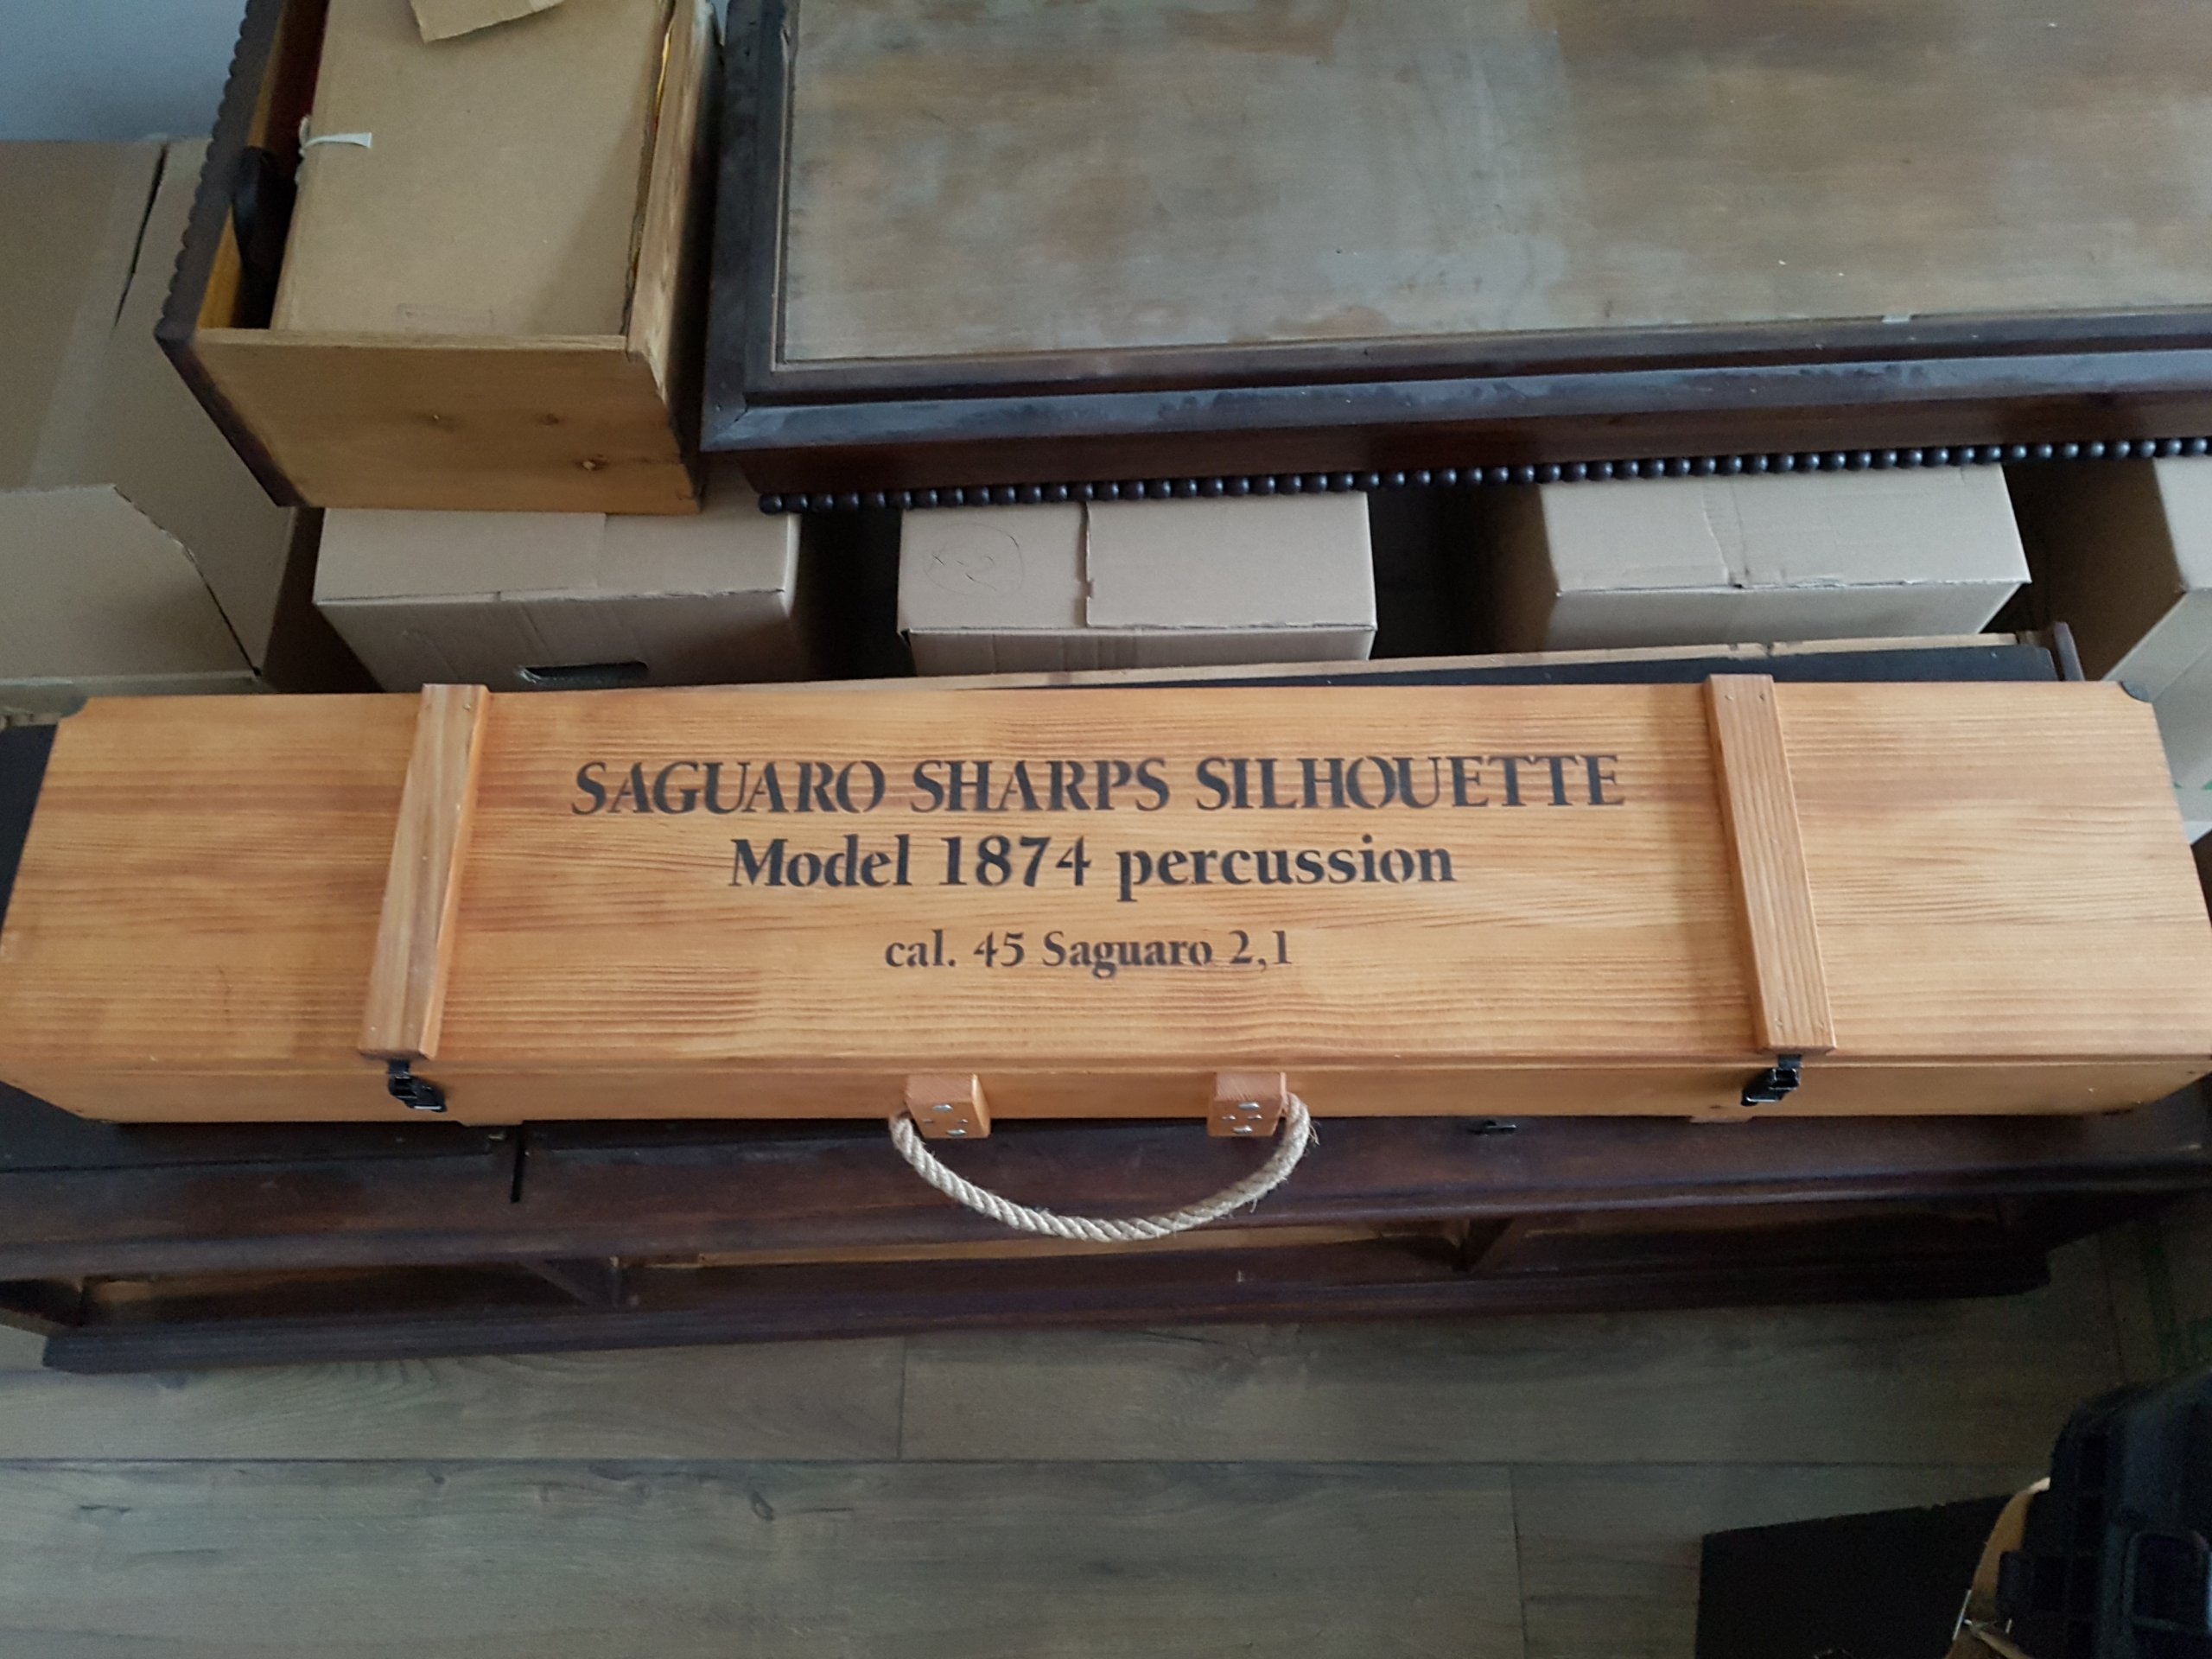 SAGUARO SHARPS SILHOUETTE
Model 1874 percussion
cal. 45 Saguaro 2,1